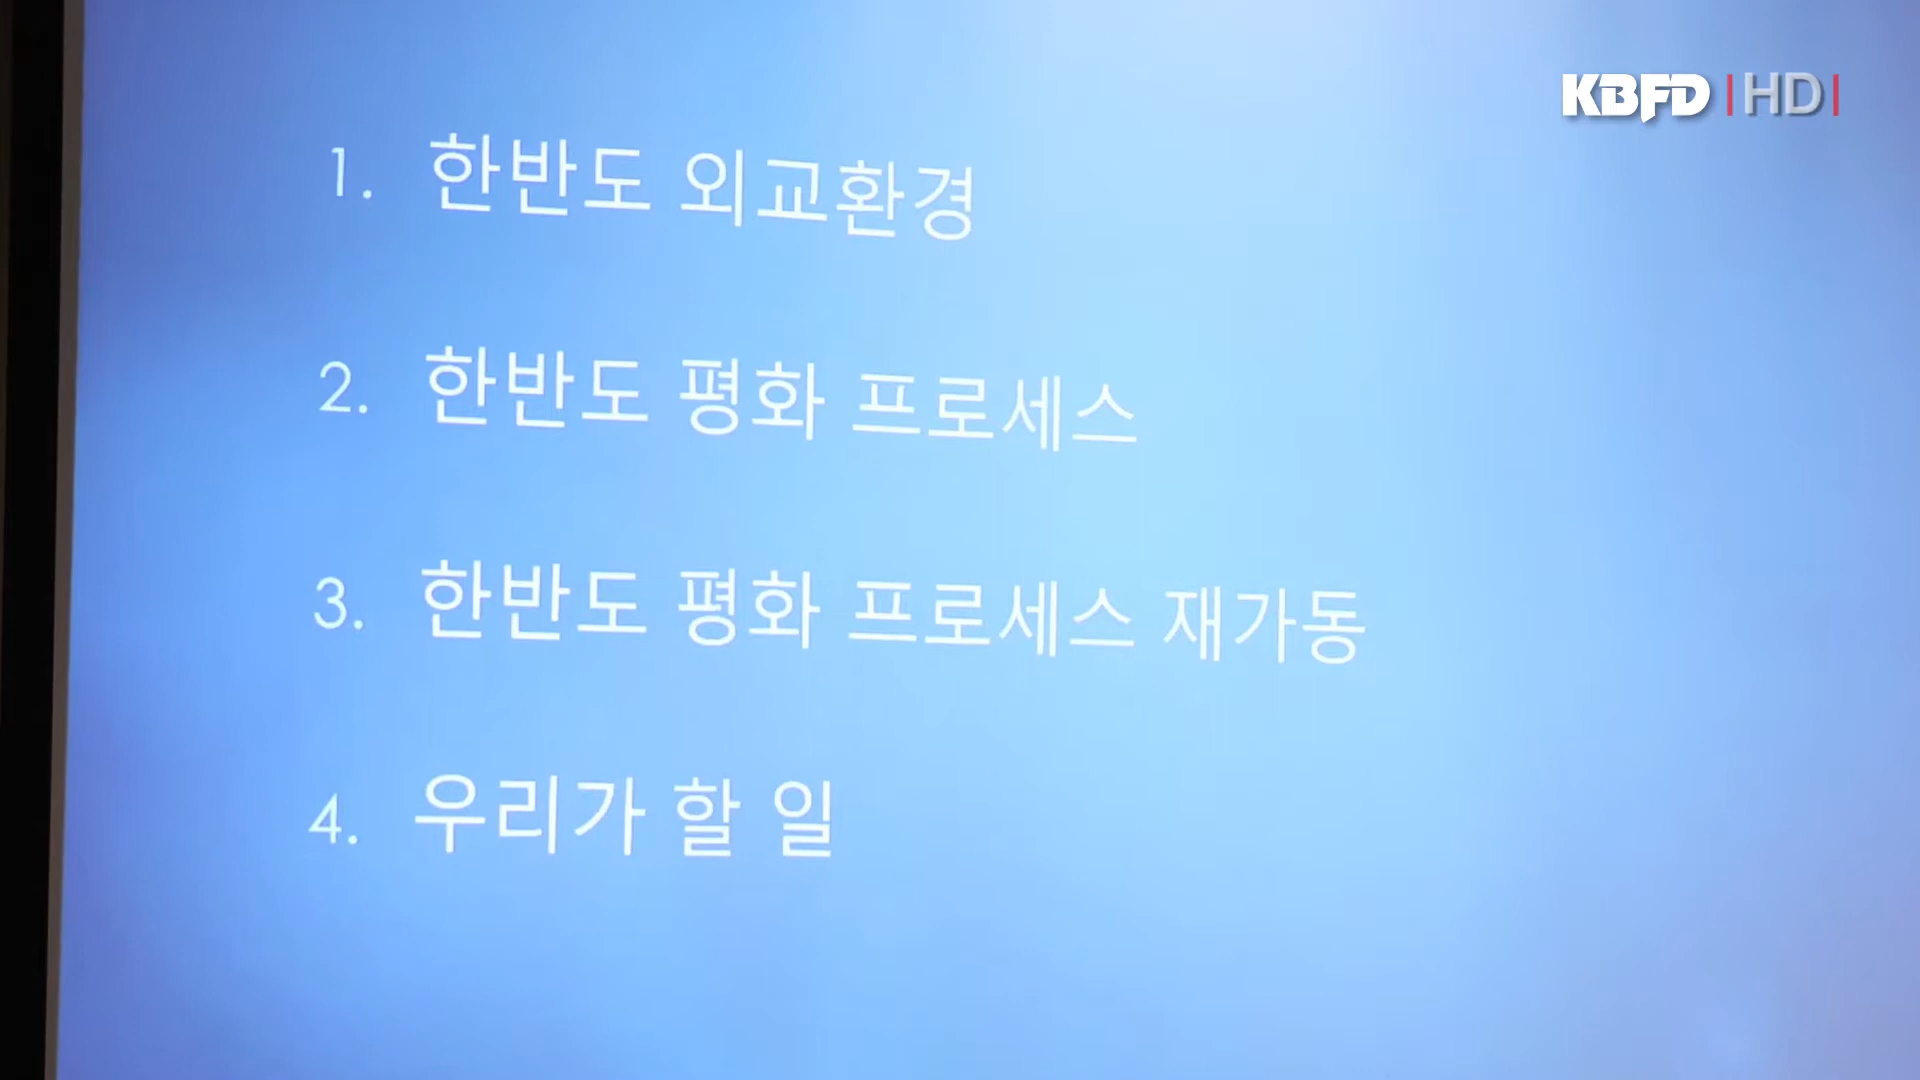 KBFD | HD |
1. 한반도 외교환경
2. 한반도 평화 프로세스
3. 한반도 평화 프로세스 재가동
4. 우리가 할 일